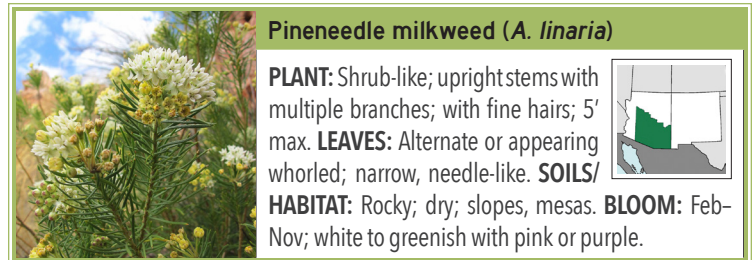 Pineneedle milkweed (A. linaria)
PLANT: Shrub-like; upright stems with
multiple branches; with fine hairs; 5’
max. LEAVES: Alternate or appearing
whorled; narrow, needle-like. SOILS/
HABITAT: Rocky; dry; slopes, mesas. BLOOM: Feb–
Nov; white to greenish with pink or purple.